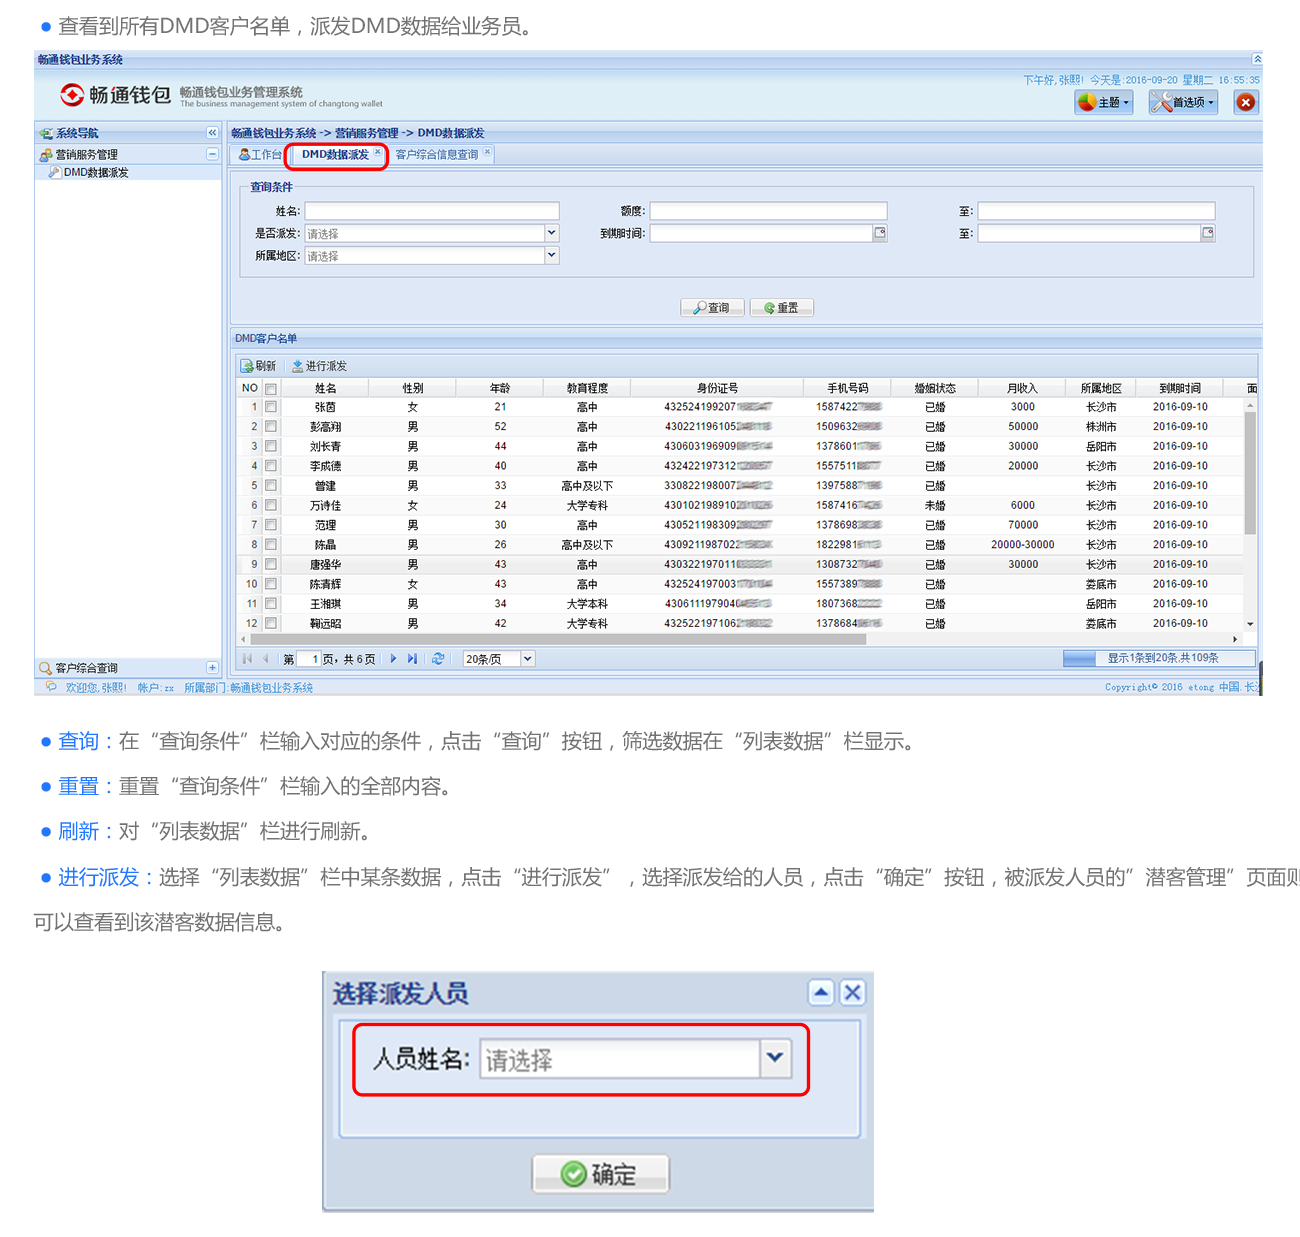 ● 查看到所有DMD客户名单，派发DMD数据给业务员。
畅通钱包业务系统
下午好,张熙! 今天是:2016-09-20 星期二 16:55:35
畅通钱包 畅通钱包业务管理系统
The business management system of changtong wallet
主题 首选项
系统导航
畅通钱包业务系统 -> 营销服务管理 -> DMD数据派发
营销服务管理
工作台 DMD数据派发 客户综合信息查询
DMD数据派发
查询条件
姓名: 额度: 至:
是否派发: 请选择 到期时间: 至:
所属地区: 请选择
查询 重置
DMD客户名单
刷新 进行派发
NO 姓名 性别 年龄 教育程度 身份证号 手机号码 婚姻状态 月收入 所属地区 到期时间 面
1 张茵 女 21 高中 432524199207 1587422 已婚 3000 长沙市 2016-09-10
2 彭高翔 男 52 高中 430221196105 1509632 已婚 50000 株洲市 2016-09-10
3 刘长青 男 44 高中 430603196909 1378601 已婚 30000 岳阳市 2016-09-10
4 李成德 男 40 高中 432422197312 1557511 已婚 20000 长沙市 2016-09-10
5 曾建 男 33 高中及以下 330822198007 1397588 已婚 长沙市 2016-09-10
6 万诗佳 女 24 大学专科 430102198910 1587416 未婚 6000 长沙市 2016-09-10
7 范理 男 30 高中 430521198309 1378698 已婚 70000 长沙市 2016-09-10
8 陈晶 男 26 高中及以下 430921198702 1822981 已婚 20000-30000 长沙市 2016-09-10
9 唐强华 男 43 高中 430322197011 1308732 已婚 30000 长沙市 2016-09-10
10 陈清辉 女 43 高中 432524197003 1557389 已婚 娄底市 2016-09-10
11 王湘琪 男 34 大学本科 430611197904 1807368 已婚 岳阳市 2016-09-10
12 鞠远昭 男 42 大学专科 432522197106 1378684 已婚 娄底市 2016-09-10
第 1 页，共 6 页 20条/页 显示1条到20条,共109条
客户综合查询
欢迎您,张熙! 帐户:zx 所属部门:畅通钱包业务系统 Copyright© 2016 etong 中国.长沙
● 查询：在“查询条件”栏输入对应的条件，点击“查询”按钮，筛选数据在“列表数据”栏显示。
● 重置：重置“查询条件”栏输入的全部内容。
● 刷新：对“列表数据”栏进行刷新。
● 进行派发：选择“列表数据”栏中某条数据，点击“进行派发”，选择派发给的人员，点击“确定”按钮，被派发人员的”潜客管理”页面则
可以查看到该潜客数据信息。
选择派发人员
人员姓名: 请选择
确定